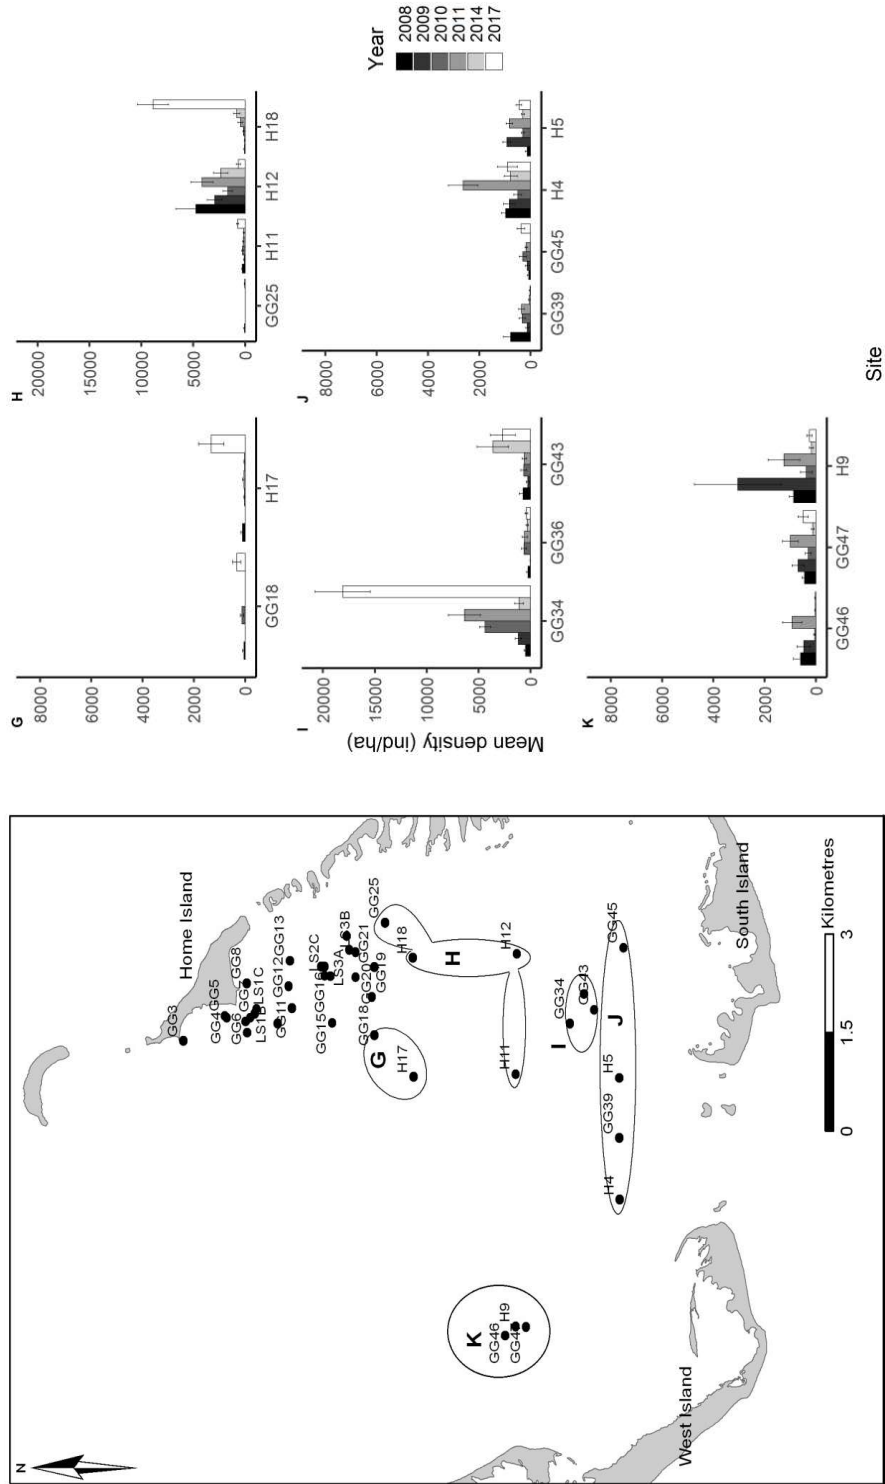 N
Home Island
GG3
GG4GG5
GG6
GG7
GG8
LS1B
LS1C
GG11
GG12
GG13
GG15
GG16
LS2C
LS3A
LS3B
GG18
GG20
GG21
GG19
GG25
G
H17
H18
H
H11
H12
K
GG46
H9
I
GG34
GG43
J
H4
GG39
H5
GG45
West Island
South Island
0 1.5 3
Kilometres
G
8000
6000
4000
2000
0
GG18 H17
H
20000
15000
10000
5000
0
GG25 H11 H12 H18
Mean density (ind/ha)
I
20000
15000
10000
5000
0
GG34 GG36 GG43
J
8000
6000
4000
2000
0
GG39 GG45 H4 H5
Year
2008
2009
2010
2011
2014
2017
K
8000
6000
4000
2000
0
GG46 GG47 H9
Site